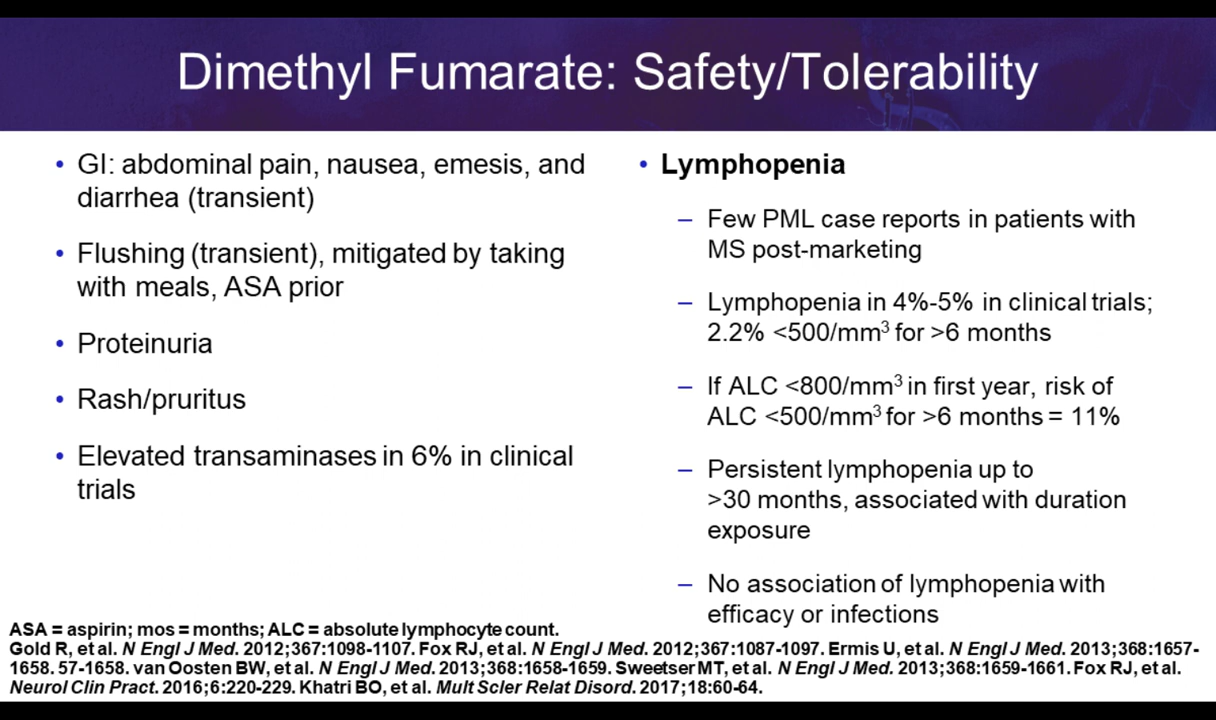 Dimethyl Fumarate: Safety/Tolerability
• GI: abdominal pain, nausea, emesis, and
diarrhea (transient)
• Flushing (transient), mitigated by taking
with meals, ASA prior
• Proteinuria
• Rash/pruritus
• Elevated transaminases in 6% in clinical
trials
• Lymphopenia
– Few PML case reports in patients with
MS post-marketing
– Lymphopenia in 4%-5% in clinical trials;
2.2% <500/mm³ for >6 months
– If ALC <800/mm³ in first year, risk of
ALC <500/mm³ for >6 months = 11%
– Persistent lymphopenia up to
>30 months, associated with duration
exposure
– No association of lymphopenia with
efficacy or infections
ASA = aspirin; mos = months; ALC = absolute lymphocyte count.
Gold R, et al. N Engl J Med. 2012;367:1098-1107. Fox RJ, et al. N Engl J Med. 2012;367:1087-1097. Ermis U, et al. N Engl J Med. 2013;368:1657-
1658. 57-1658. van Oosten BW, et al. N Engl J Med. 2013;368:1658-1659. Sweetser MT, et al. N Engl J Med. 2013;368:1659-1661. Fox RJ, et al.
Neurol Clin Pract. 2016;6:220-229. Khatri BO, et al. Mult Scler Relat Disord. 2017;18:60-64.